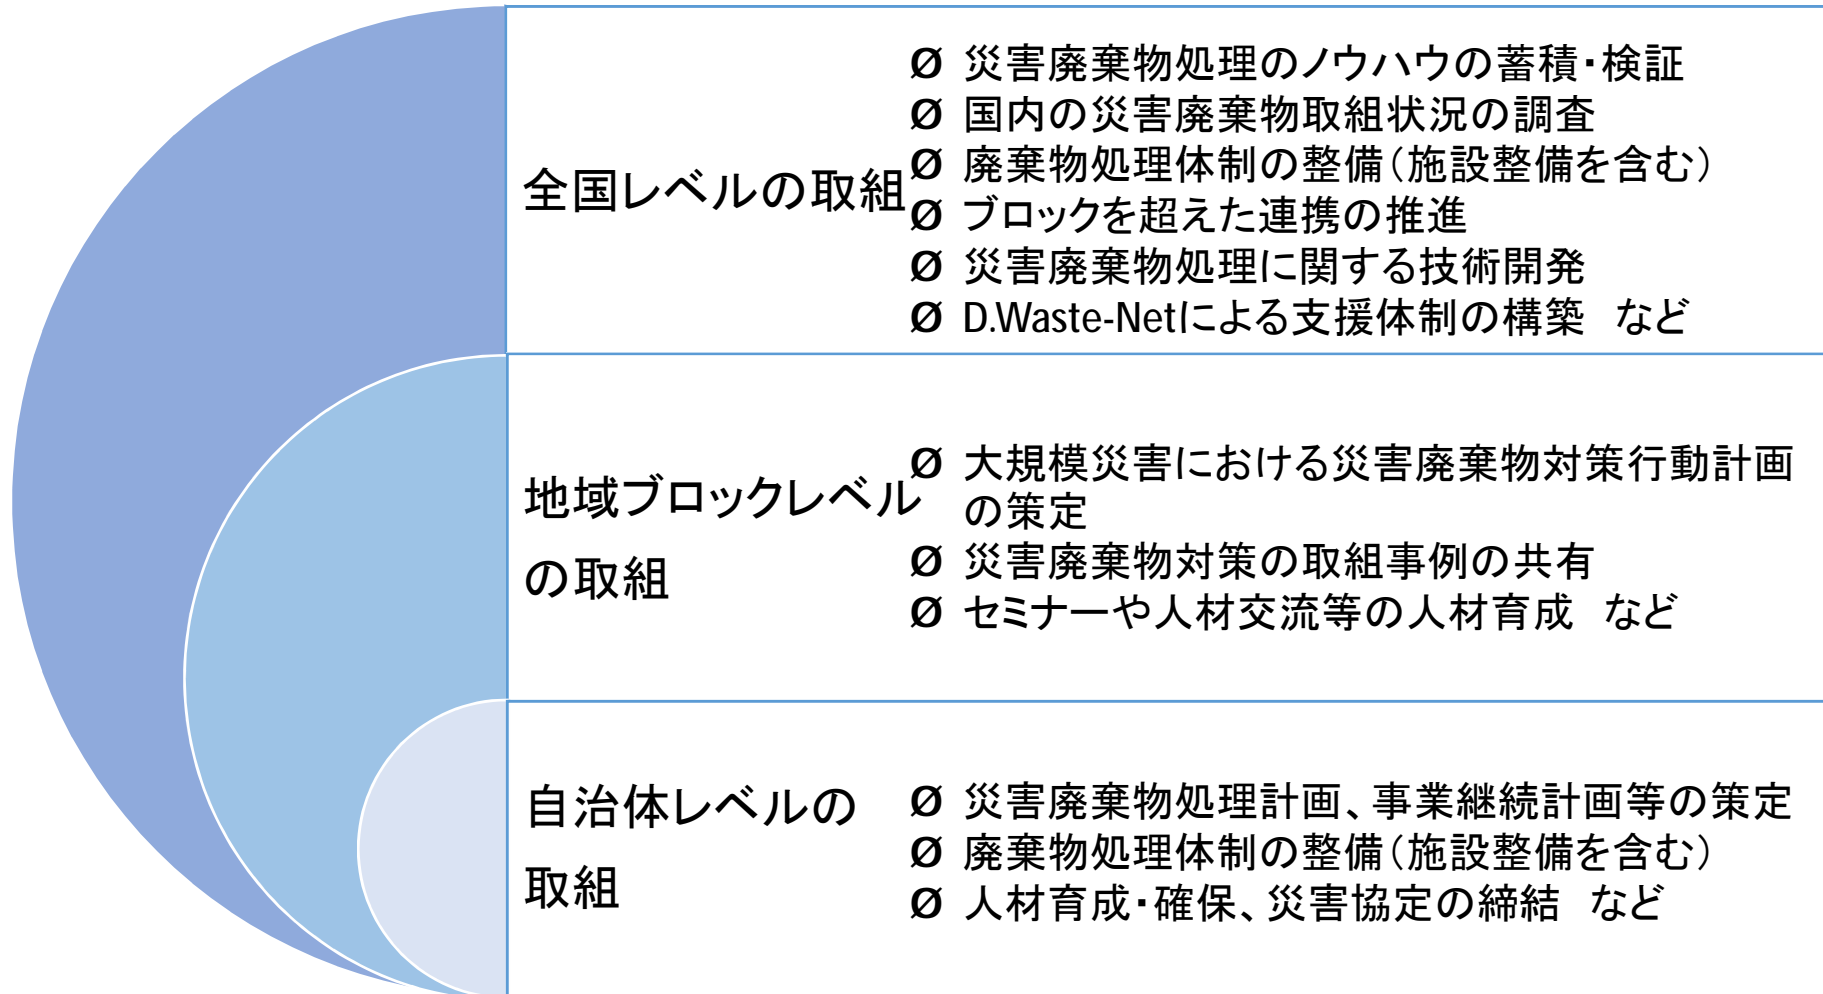 全国レベルの取組
Ø 災害廃棄物処理のノウハウの蓄積・検証
Ø 国内の災害廃棄物取組状況の調査
Ø 廃棄物処理体制の整備（施設整備を含む）
Ø ブロックを超えた連携の推進
Ø 災害廃棄物処理に関する技術開発
Ø D.Waste-Netによる支援体制の構築　など
地域ブロックレベル
の取組
Ø 大規模災害における災害廃棄物対策行動計画
の策定
Ø 災害廃棄物対策の取組事例の共有
Ø セミナーや人材交流等の人材育成　など
自治体レベルの
取組
Ø 災害廃棄物処理計画、事業継続計画等の策定
Ø 廃棄物処理体制の整備（施設整備を含む）
Ø 人材育成・確保、災害協定の締結　など